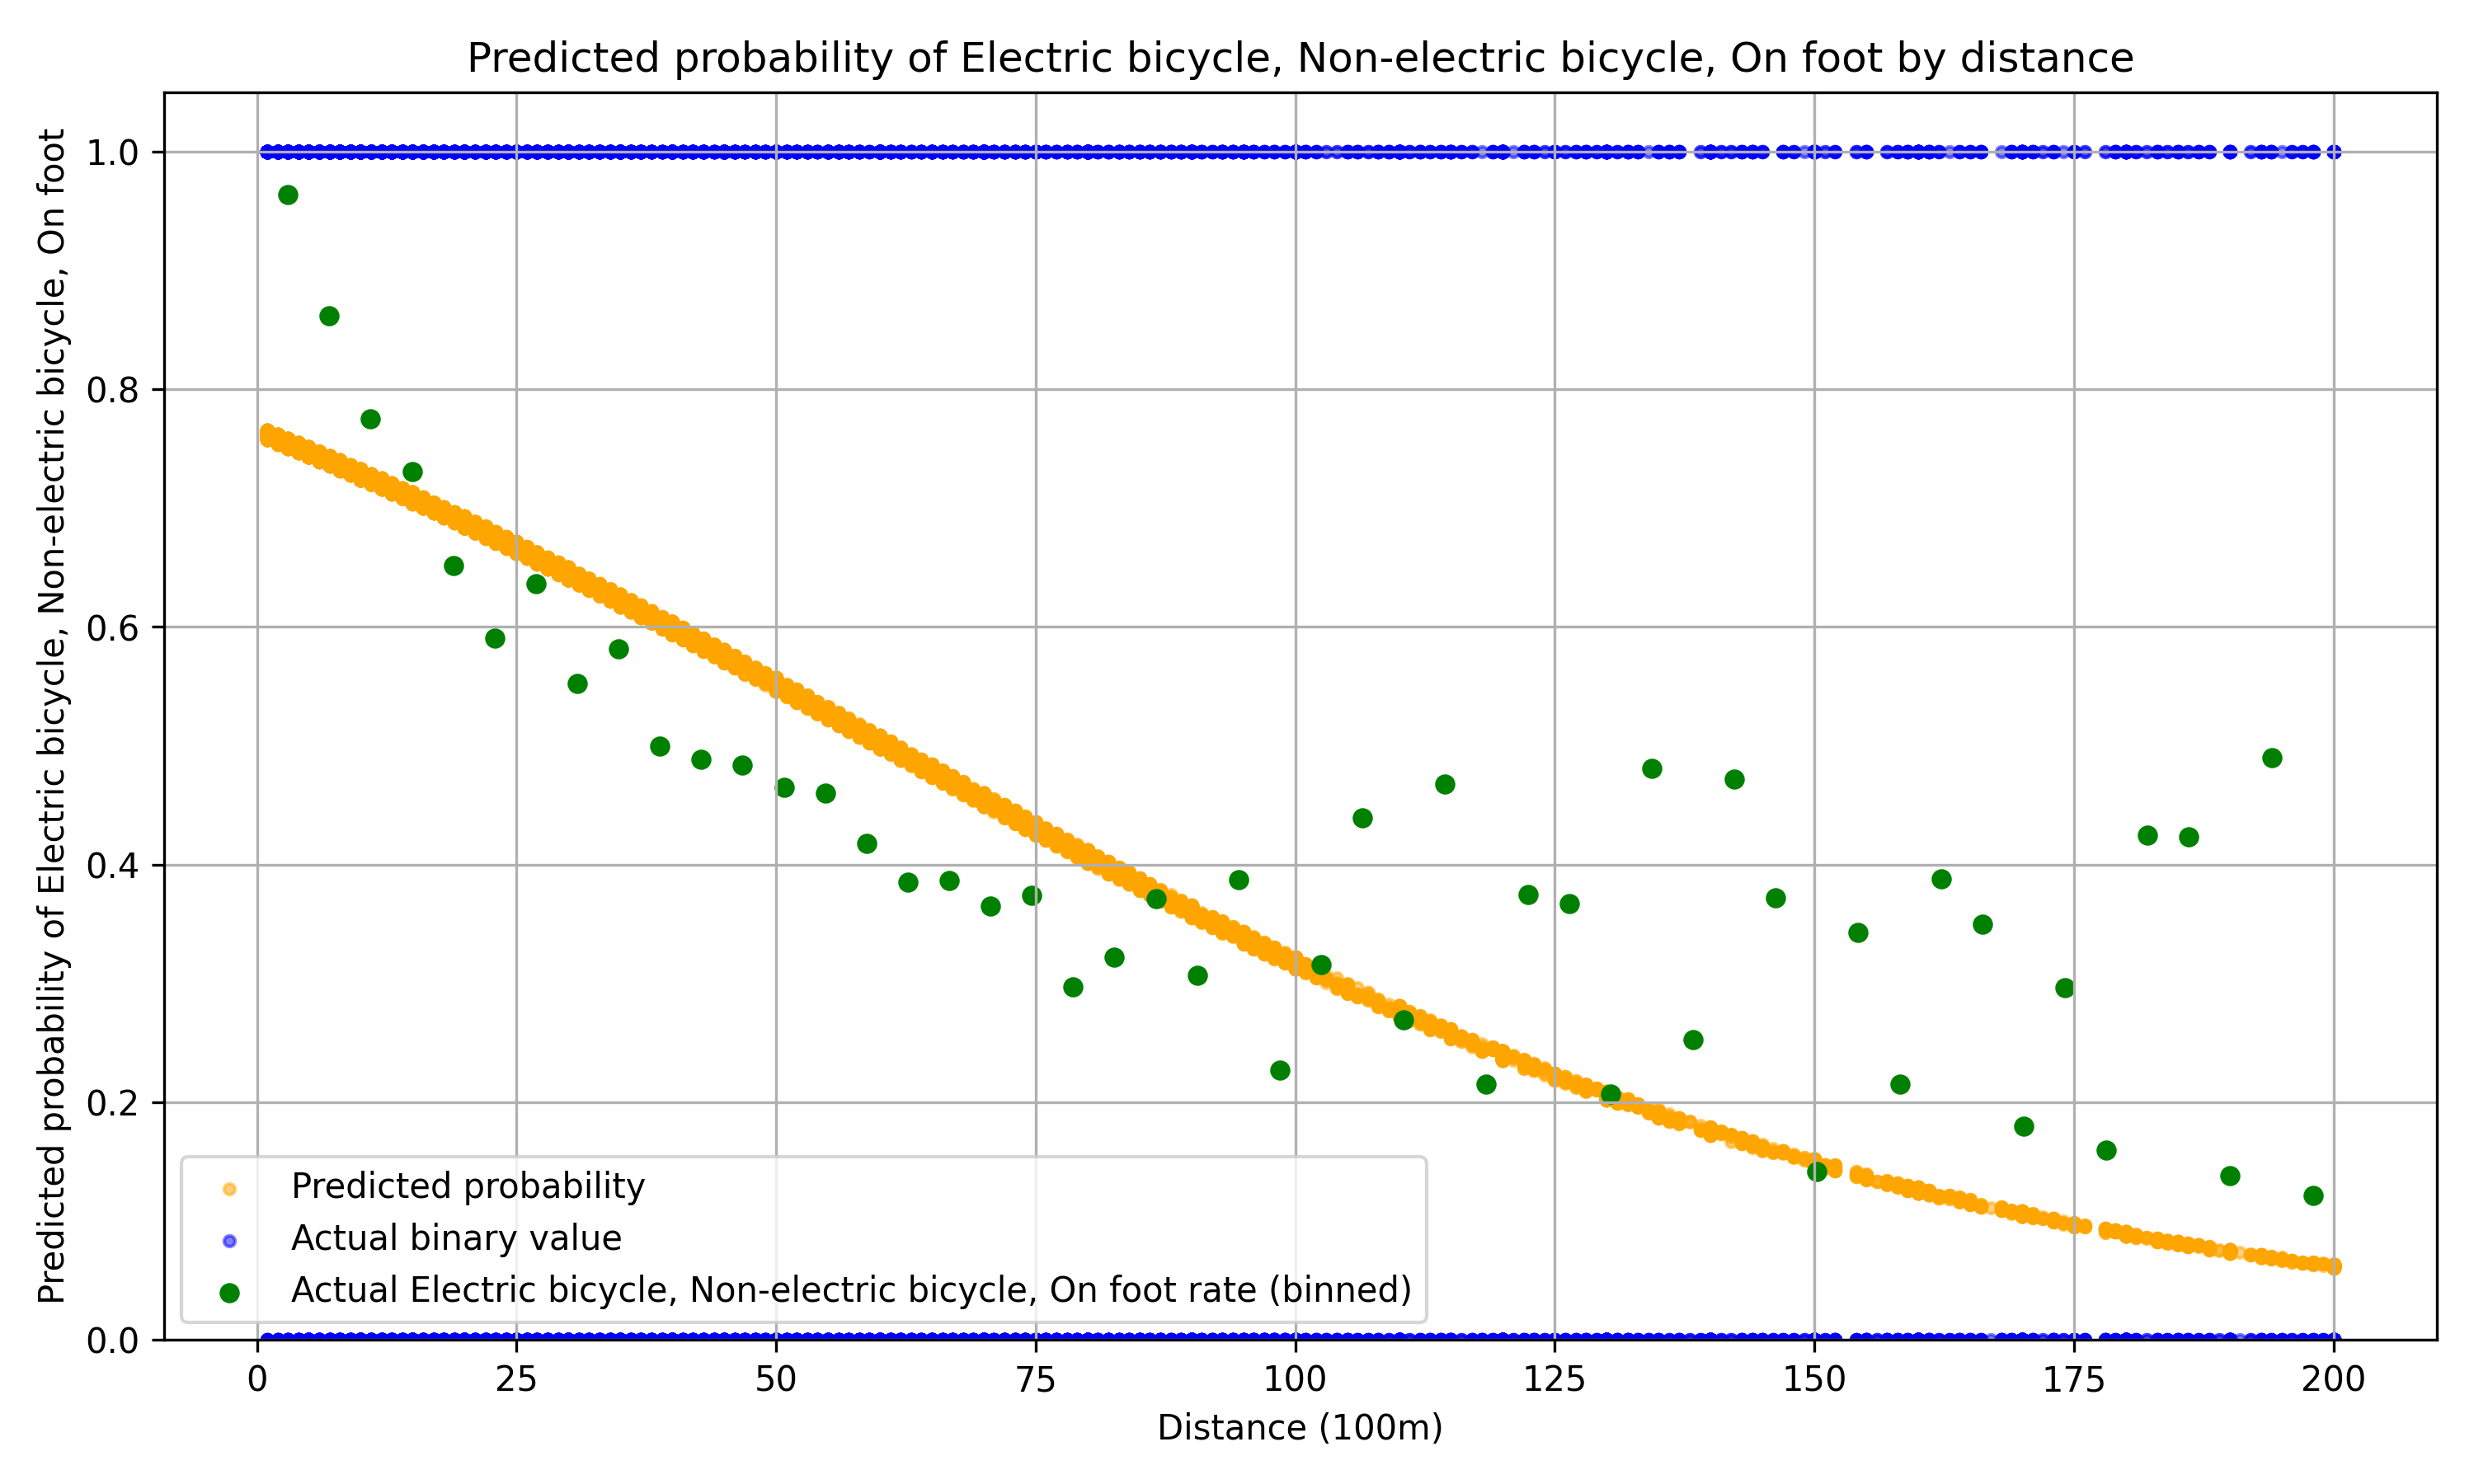 Predicted probability of Electric bicycle, Non-electric bicycle, On foot by distance
Predicted probability of Electric bicycle, Non-electric bicycle, On foot
1.0
0.8
0.6
0.4
0.2
0.0
Predicted probability
Actual binary value
Actual Electric bicycle, Non-electric bicycle, On foot rate (binned)
0 25 50 75 100 125 150 175 200
Distance (100m)